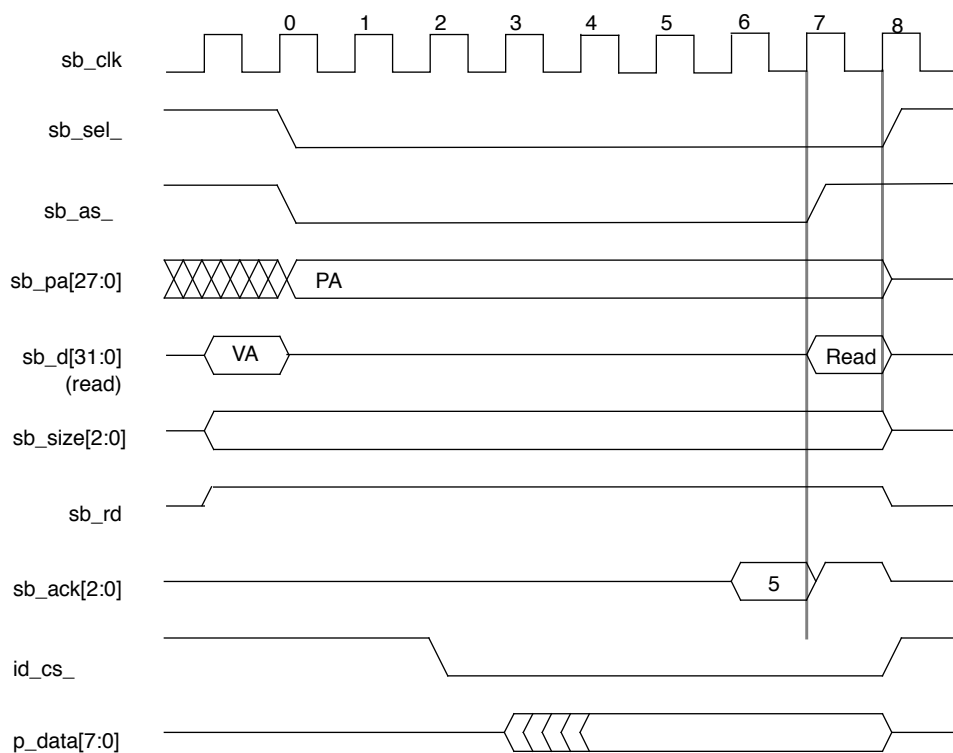 0 1 2 3 4 5 6 7 8
sb_clk
sb_sel_
sb_as_
sb_pa[27:0] PA
sb_d[31:0] VA Read
(read)
sb_size[2:0]
sb_rd
sb_ack[2:0] 5
id_cs_
p_data[7:0]